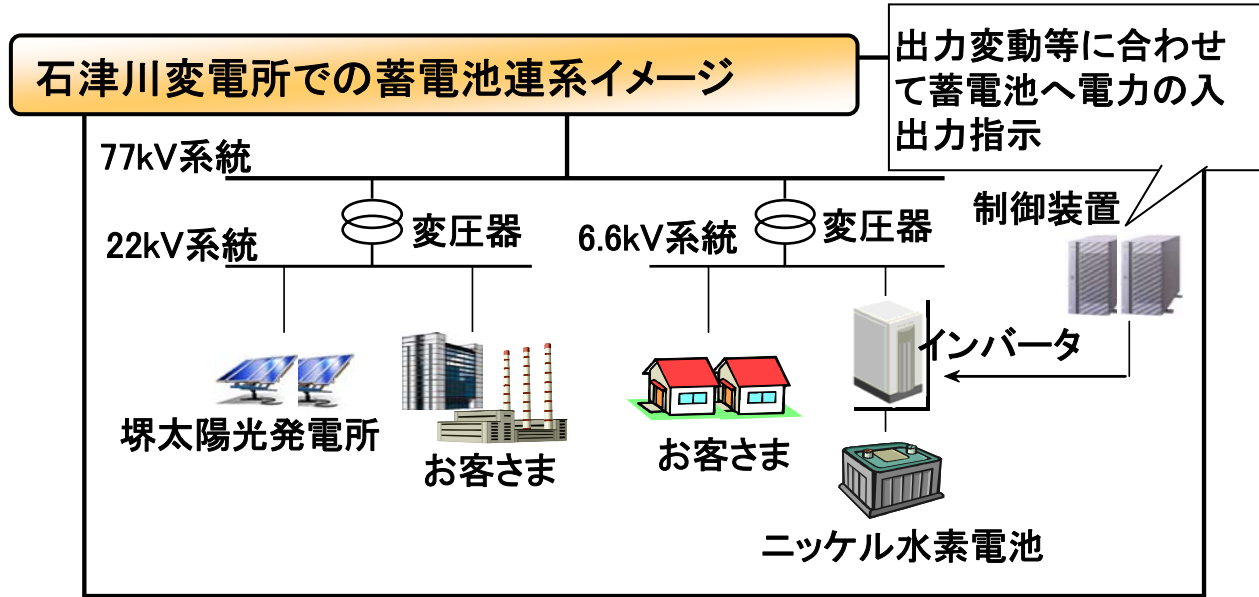 石津川変電所での蓄電池連系イメージ
出力変動等に合わせ
て蓄電池へ電力の入
出力指示
77kV系統
制御装置
変圧器
変圧器
22kV系統
6.6kV系統
インバータ
堺太陽光発電所
お客さま
お客さま
ニッケル水素電池